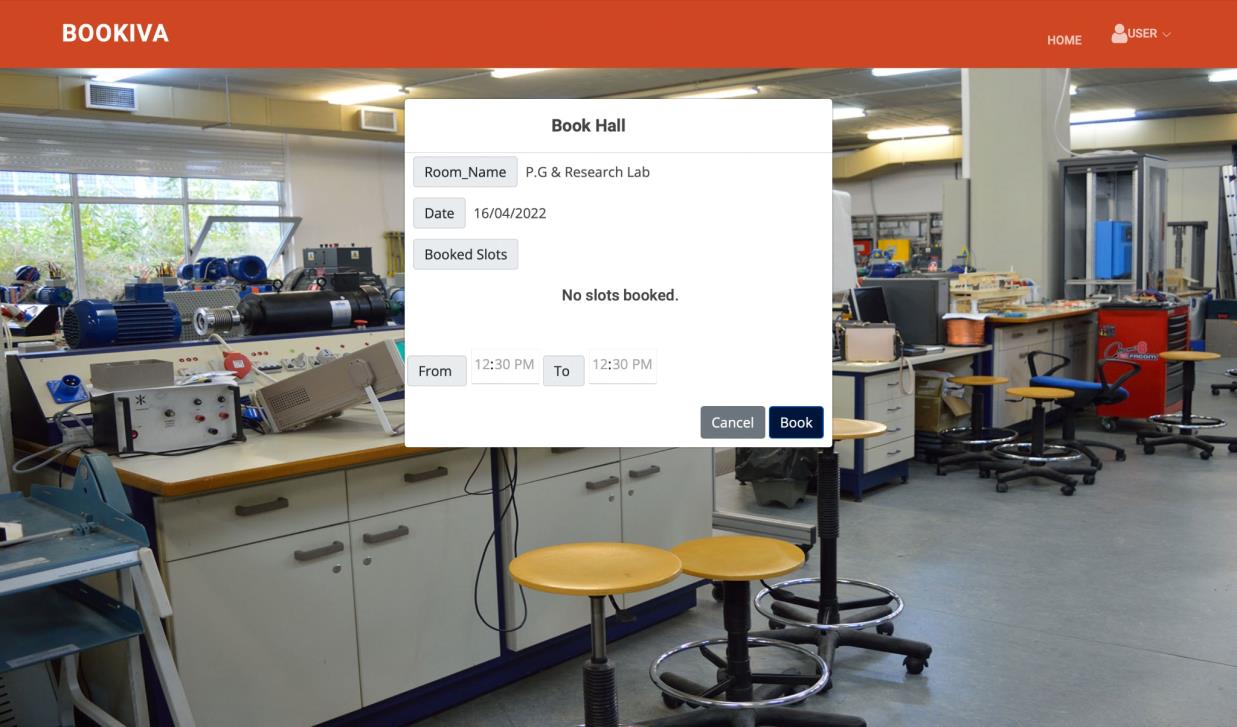 BOOKIVA
HOME
USER
Book Hall
Room_Name P.G & Research Lab
Date 16/04/2022
Booked Slots
No slots booked.
From 12:30 PM To 12:30 PM
Cancel Book
FACOM